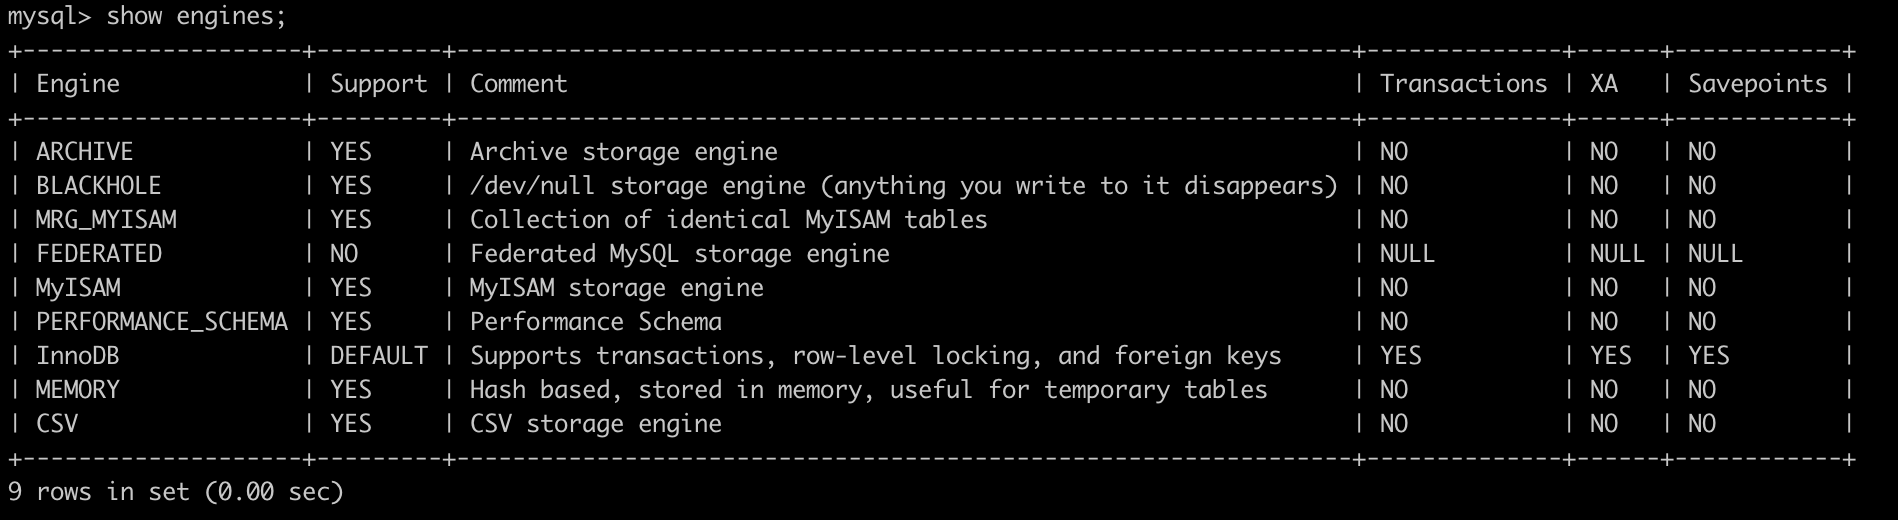 mysql> show engines;
+--------------------+---------+----------------------------------------------------------------+--------------+------+------------+
| Engine             | Support | Comment                                                        | Transactions | XA   | Savepoints |
+--------------------+---------+----------------------------------------------------------------+--------------+------+------------+
| ARCHIVE            | YES     | Archive storage engine                                         | NO           | NO   | NO         |
| BLACKHOLE          | YES     | /dev/null storage engine (anything you write to it disappears) | NO           | NO   | NO         |
| MRG_MYISAM         | YES     | Collection of identical MyISAM tables                          | NO           | NO   | NO         |
| FEDERATED          | NO      | Federated MySQL storage engine                                 | NULL         | NULL | NULL       |
| MyISAM             | YES     | MyISAM storage engine                                          | NO           | NO   | NO         |
| PERFORMANCE_SCHEMA | YES     | Performance Schema                                             | NO           | NO   | NO         |
| InnoDB             | DEFAULT | Supports transactions, row-level locking, and foreign keys     | YES          | YES  | YES        |
| MEMORY             | YES     | Hash based, stored in memory, useful for temporary tables      | NO           | NO   | NO         |
| CSV                | YES     | CSV storage engine                                             | NO           | NO   | NO         |
+--------------------+---------+----------------------------------------------------------------+--------------+------+------------+
9 rows in set (0.00 sec)